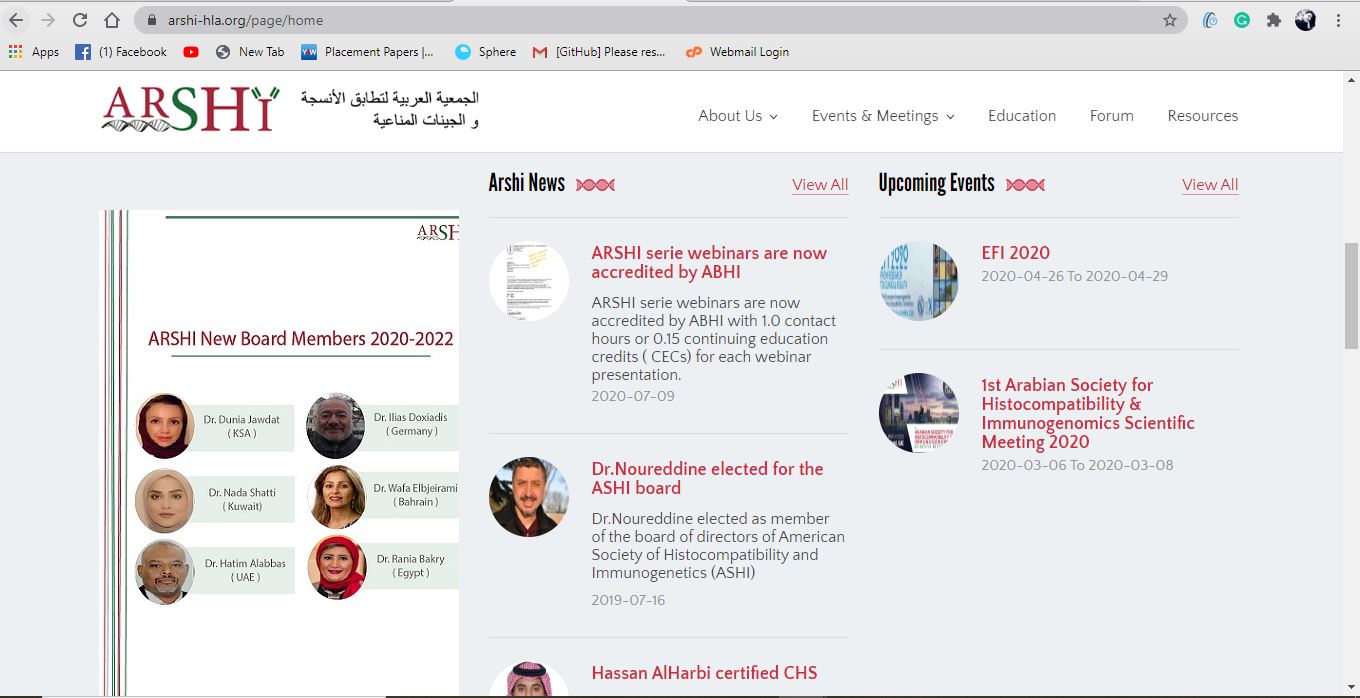 arshi-hla.org/page/home
Apps
(1) Facebook
New Tab
Placement Papers |...
Sphere
[GitHub] Please res...
Webmail Login
ARSHI
الجمعية العربية لتطابق الأنسجة
و الجينات المناعية
About Us
Events & Meetings
Education
Forum
Resources
ARSH
ARSHI New Board Members 2020-2022
Dr. Dunia Jawdat
( KSA )
Dr. Ilias Doxiadis
( Germany )
Dr. Nada Shatti
( Kuwait)
Dr. Wafa Elbjeirami
( Bahrain )
Dr. Hatim Alabbas
( UAE )
Dr. Rania Bakry
( Egypt )
Arshi News
View All
ARSHI serie webinars are now
accredited by ABHI
ARSHI serie webinars are now
accredited by ABHI with 1.0 contact
hours or 0.15 continuing education
credits ( CECs) for each webinar
presentation.
2020-07-09
Dr.Noureddine elected for the
ASHI board
Dr.Noureddine elected as member
of the board of directors of American
Society of Histocompatibility and
Immunogenetics (ASHI)
2019-07-16
Hassan AlHarbi certified CHS
Upcoming Events
View All
EFI 2020
2020-04-26 To 2020-04-29
1st Arabian Society for
Histocompatibility &
Immunogenomics Scientific
Meeting 2020
2020-03-06 To 2020-03-08